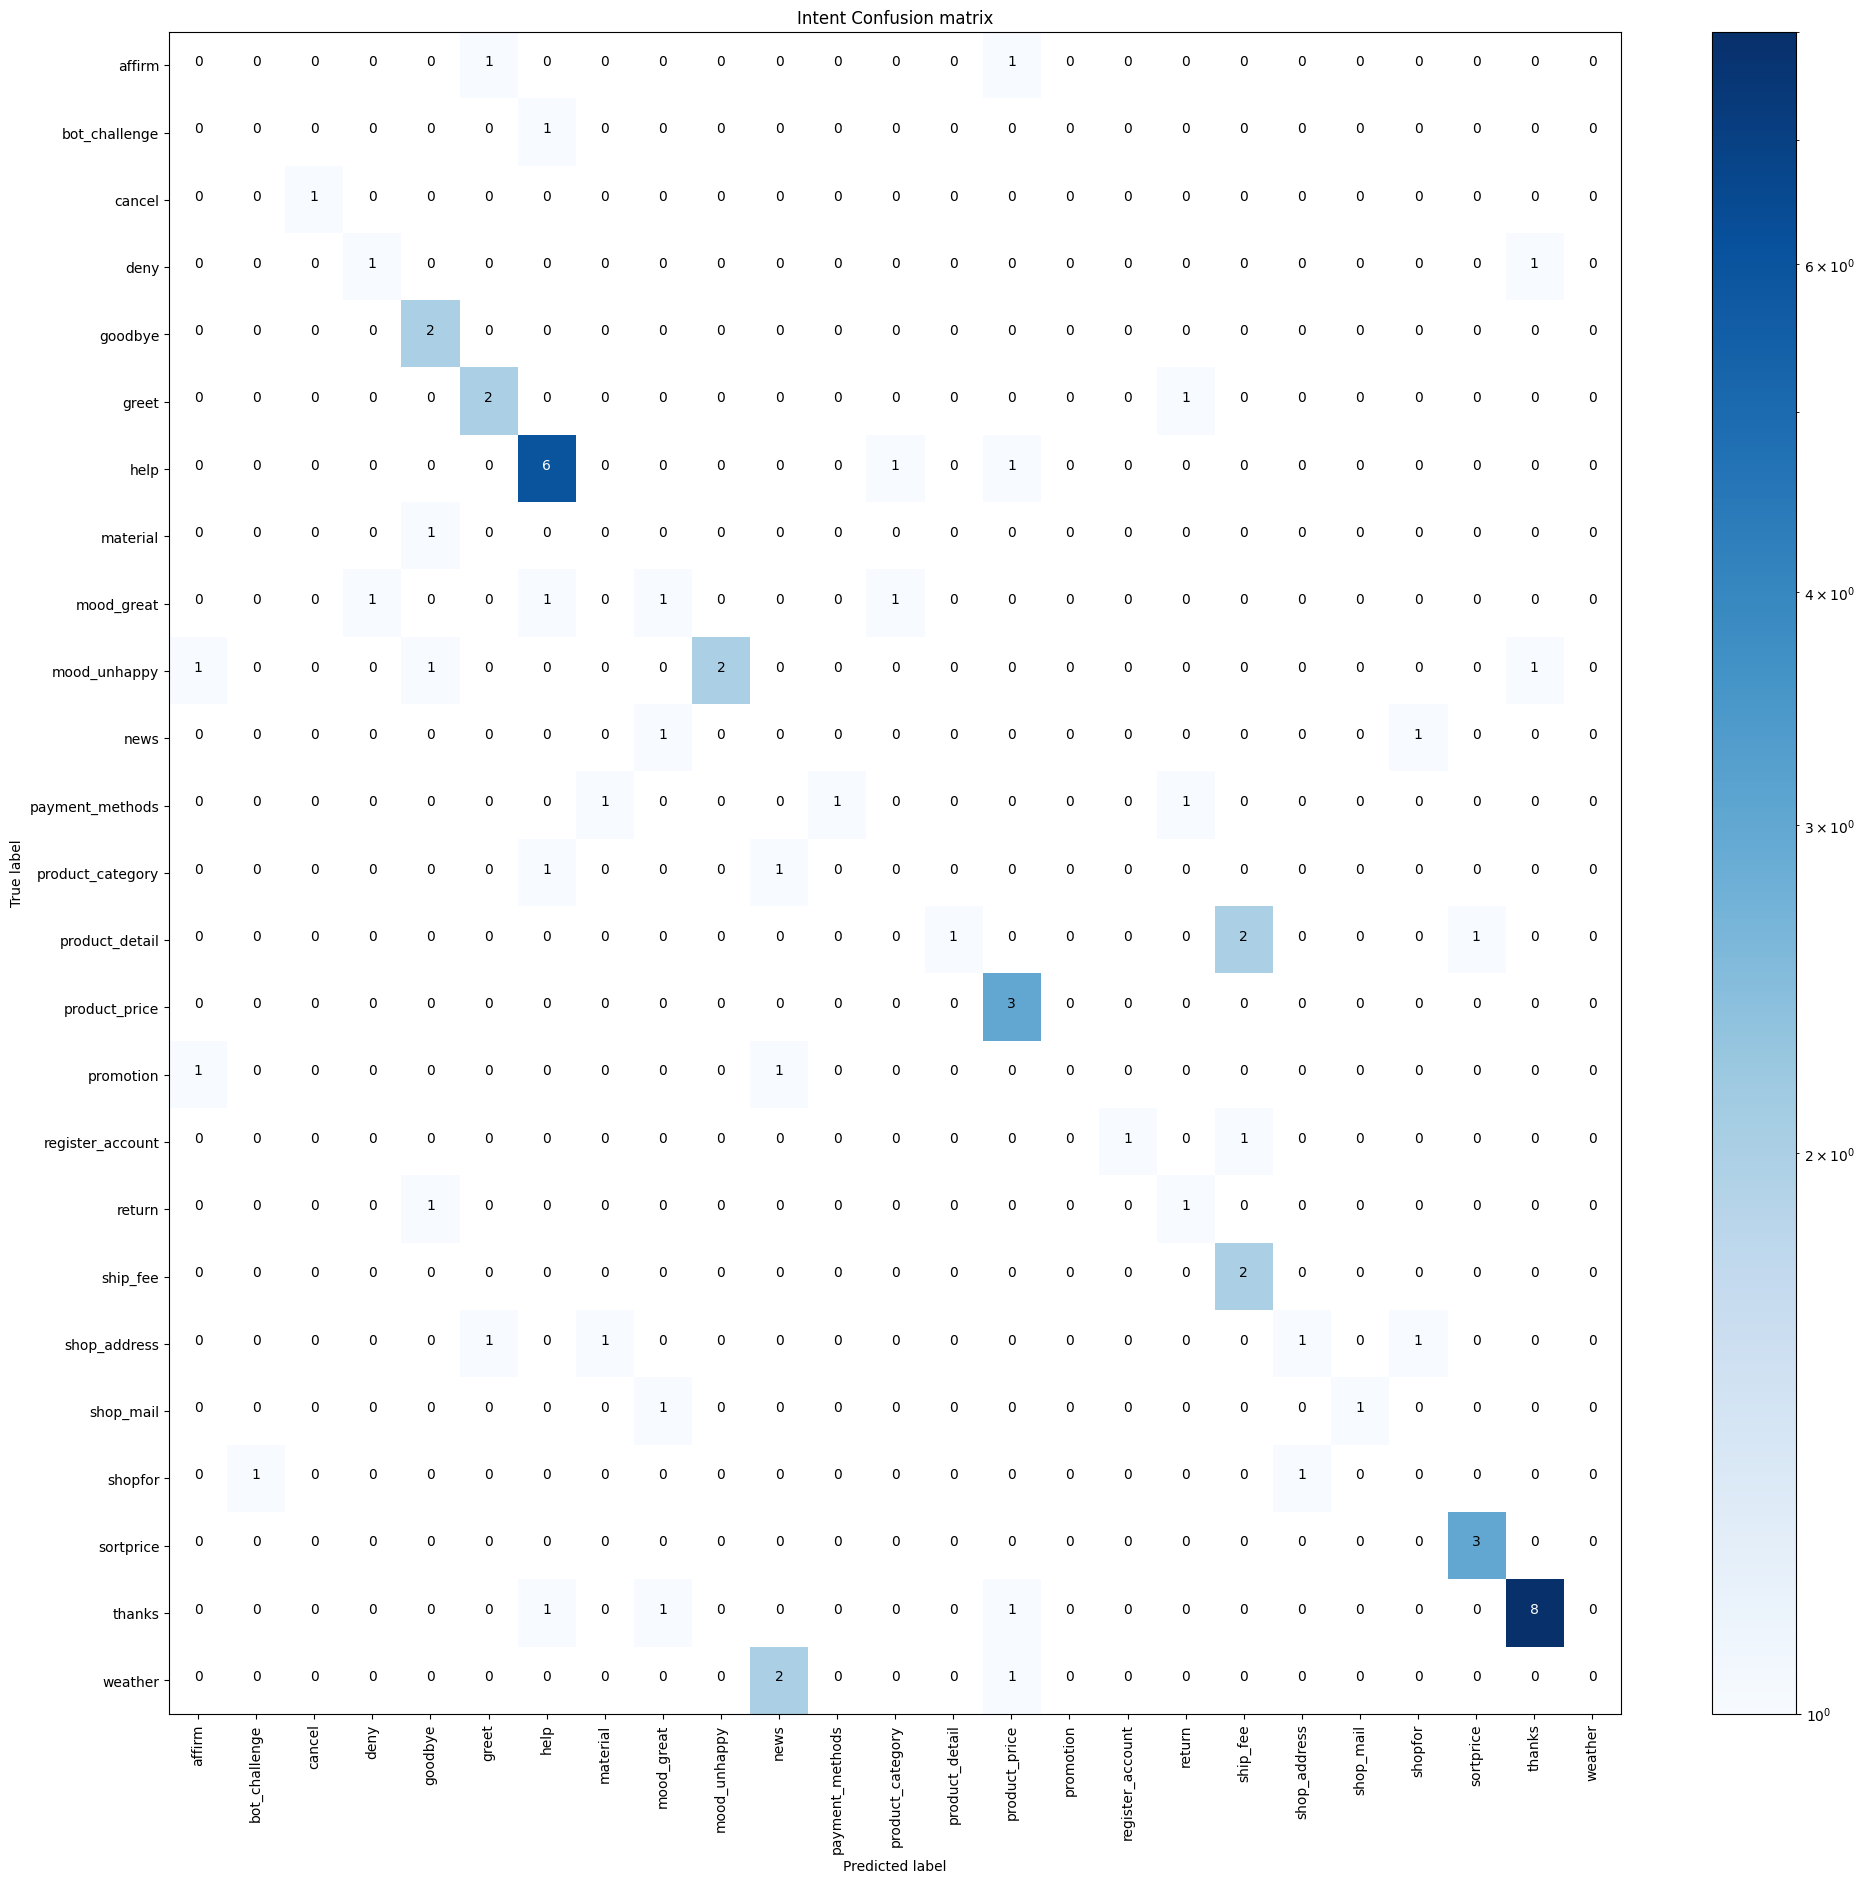 Intent Confusion matrix
True label
affirm 0 0 0 0 0 1 0 0 0 0 0 0 0 0 1 0 0 0 0 0 0 0 0 0 0
bot_challenge 0 0 0 0 0 0 1 0 0 0 0 0 0 0 0 0 0 0 0 0 0 0 0 0 0
cancel 0 0 1 0 0 0 0 0 0 0 0 0 0 0 0 0 0 0 0 0 0 0 0 0 0
deny 0 0 0 1 0 0 0 0 0 0 0 0 0 0 0 0 0 0 0 0 0 0 0 1 0
goodbye 0 0 0 0 2 0 0 0 0 0 0 0 0 0 0 0 0 0 0 0 0 0 0 0 0
greet 0 0 0 0 0 2 0 0 0 0 0 0 0 0 0 0 0 1 0 0 0 0 0 0 0
help 0 0 0 0 0 0 6 0 0 0 0 0 1 0 1 0 0 0 0 0 0 0 0 0 0
material 0 0 0 0 1 0 0 0 0 0 0 0 0 0 0 0 0 0 0 0 0 0 0 0 0
mood_great 0 0 0 1 0 0 1 0 1 0 0 0 1 0 0 0 0 0 0 0 0 0 0 0 0
mood_unhappy 1 0 0 0 1 0 0 0 0 2 0 0 0 0 0 0 0 0 0 0 0 0 0 1 0
news 0 0 0 0 0 0 0 0 1 0 0 0 0 0 0 0 0 0 0 0 0 1 0 0 0
payment_methods 0 0 0 0 0 0 0 1 0 0 0 1 0 0 0 0 0 1 0 0 0 0 0 0 0
product_category 0 0 0 0 0 0 1 0 0 0 1 0 0 0 0 0 0 0 0 0 0 0 0 0 0
product_detail 0 0 0 0 0 0 0 0 0 0 0 0 0 1 0 0 0 0 2 0 0 0 1 0 0
product_price 0 0 0 0 0 0 0 0 0 0 0 0 0 0 3 0 0 0 0 0 0 0 0 0 0
promotion 1 0 0 0 0 0 0 0 0 0 1 0 0 0 0 0 0 0 0 0 0 0 0 0 0
register_account 0 0 0 0 0 0 0 0 0 0 0 0 0 0 0 0 1 0 1 0 0 0 0 0 0
return 0 0 0 0 1 0 0 0 0 0 0 0 0 0 0 0 0 1 0 0 0 0 0 0 0
ship_fee 0 0 0 0 0 0 0 0 0 0 0 0 0 0 0 0 0 0 2 0 0 0 0 0 0
shop_address 0 0 0 0 0 1 0 1 0 0 0 0 0 0 0 0 0 0 0 1 0 1 0 0 0
shop_mail 0 0 0 0 0 0 0 0 1 0 0 0 0 0 0 0 0 0 0 0 1 0 0 0 0
shopfor 0 1 0 0 0 0 0 0 0 0 0 0 0 0 0 0 0 0 0 1 0 0 0 0 0
sortprice 0 0 0 0 0 0 0 0 0 0 0 0 0 0 0 0 0 0 0 0 0 0 3 0 0
thanks 0 0 0 0 0 0 1 0 1 0 0 0 0 0 1 0 0 0 0 0 0 0 0 8 0
weather 0 0 0 0 0 0 0 0 0 0 2 0 0 0 1 0 0 0 0 0 0 0 0 0 0
affirm
bot_challenge
cancel
deny
goodbye
greet
help
material
mood_great
mood_unhappy
news
payment_methods
product_category
product_detail
product_price
promotion
register_account
return
ship_fee
shop_address
shop_mail
shopfor
sortprice
thanks
weather
Predicted label
6 × 10⁰
4 × 10⁰
3 × 10⁰
2 × 10⁰
10⁰